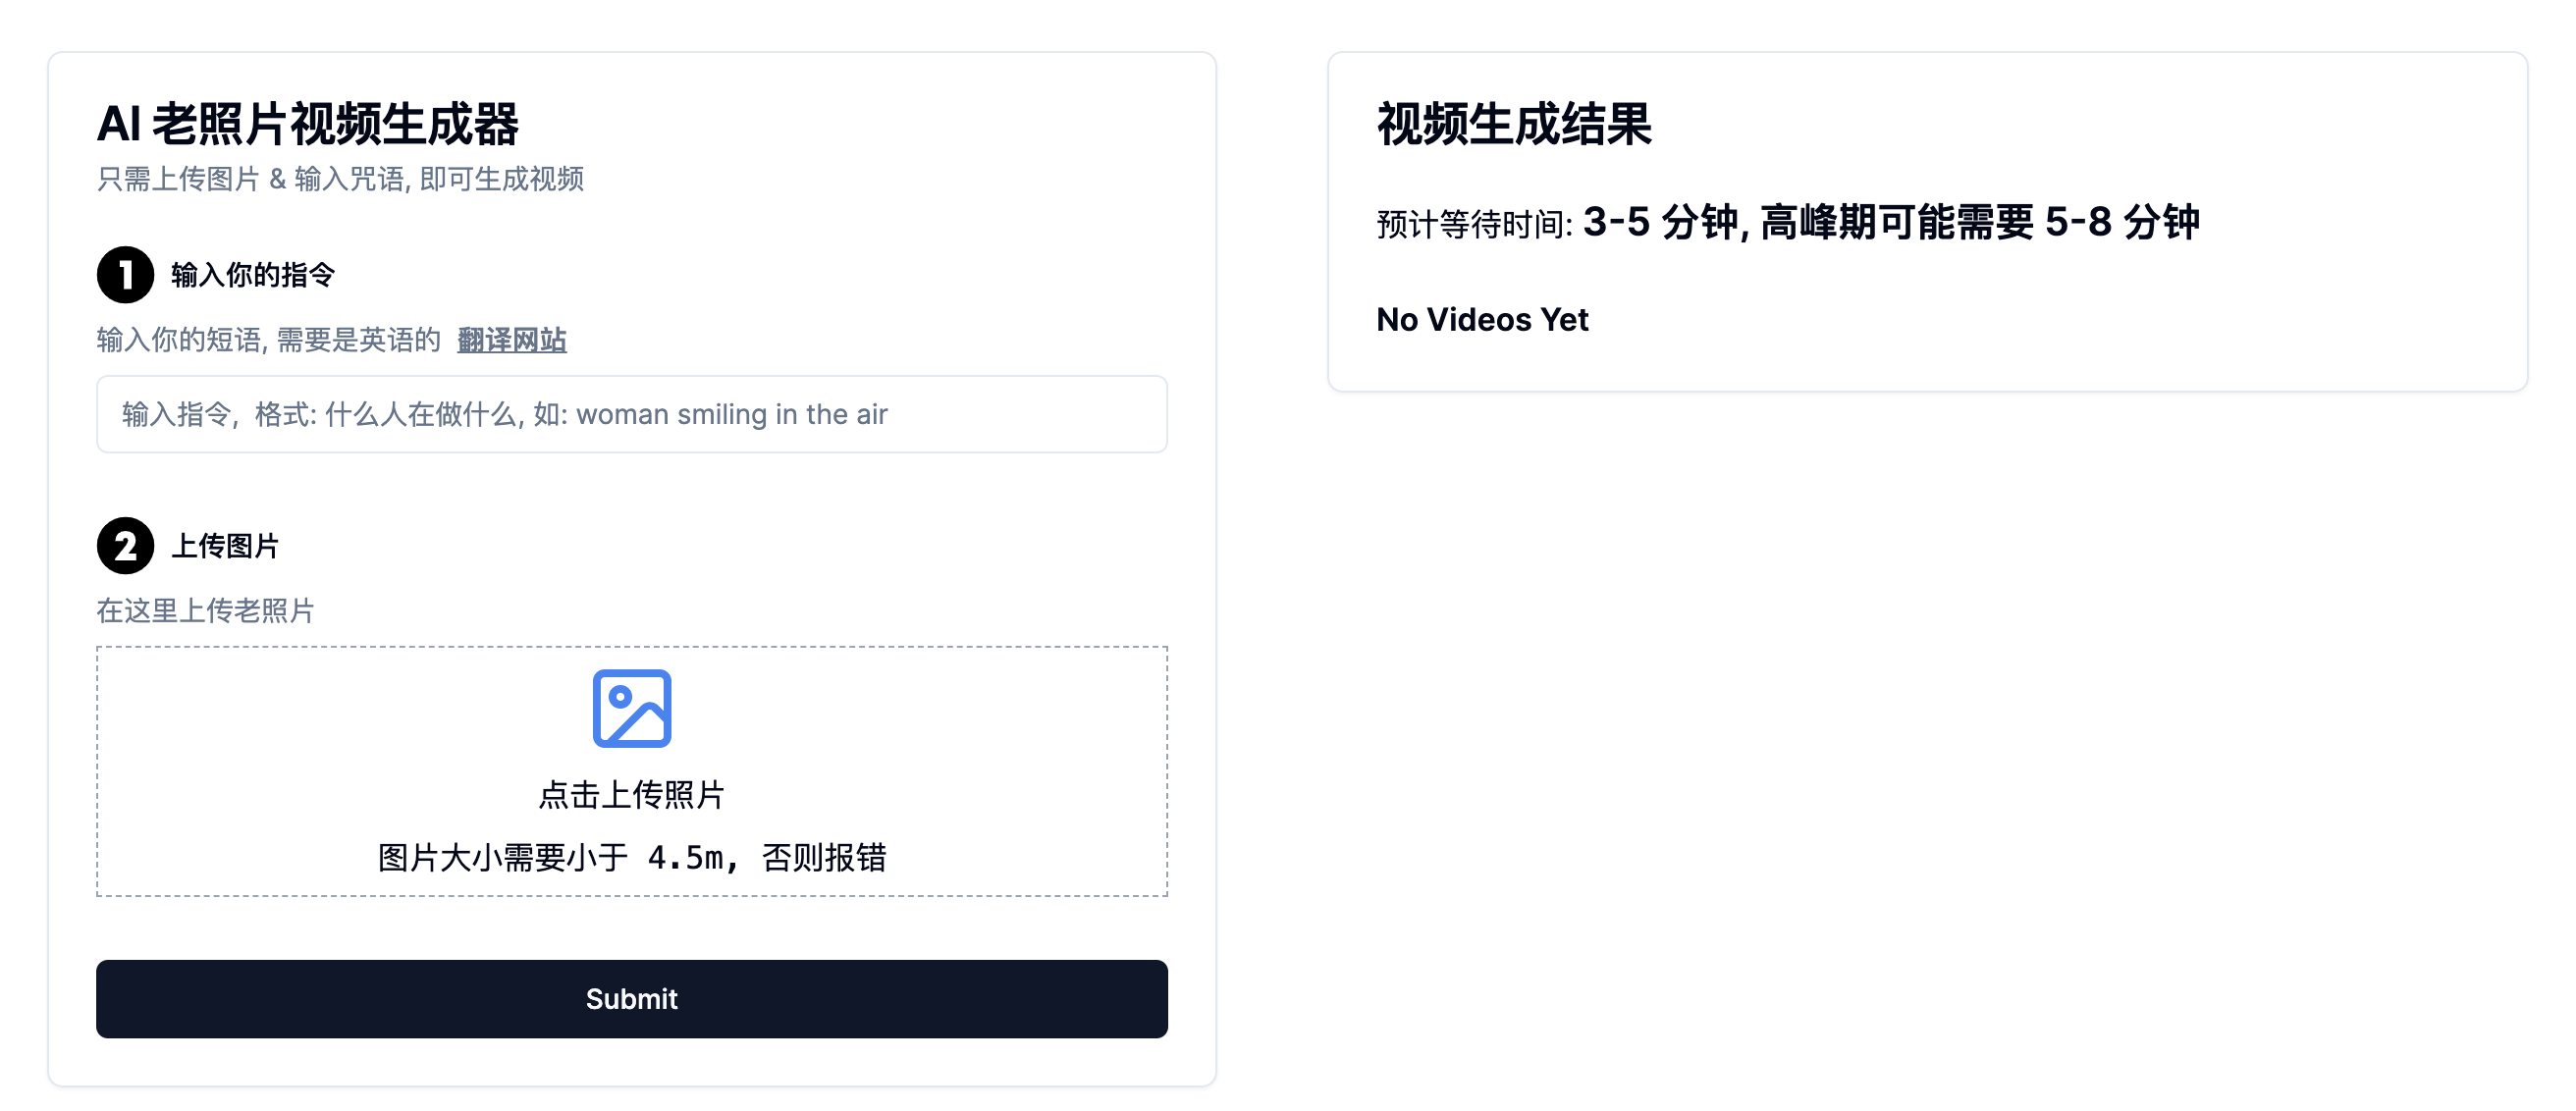 AI 老照片视频生成器
只需上传图片 & 输入咒语, 即可生成视频
1 输入你的指令
输入你的短语, 需要是英语的 翻译网站
输入指令, 格式: 什么人在做什么, 如: woman smiling in the air
2 上传图片
在这里上传老照片
点击上传照片
图片大小需要小于 4.5m, 否则报错
Submit
视频生成结果
预计等待时间: 3-5 分钟, 高峰期可能需要 5-8 分钟
No Videos Yet